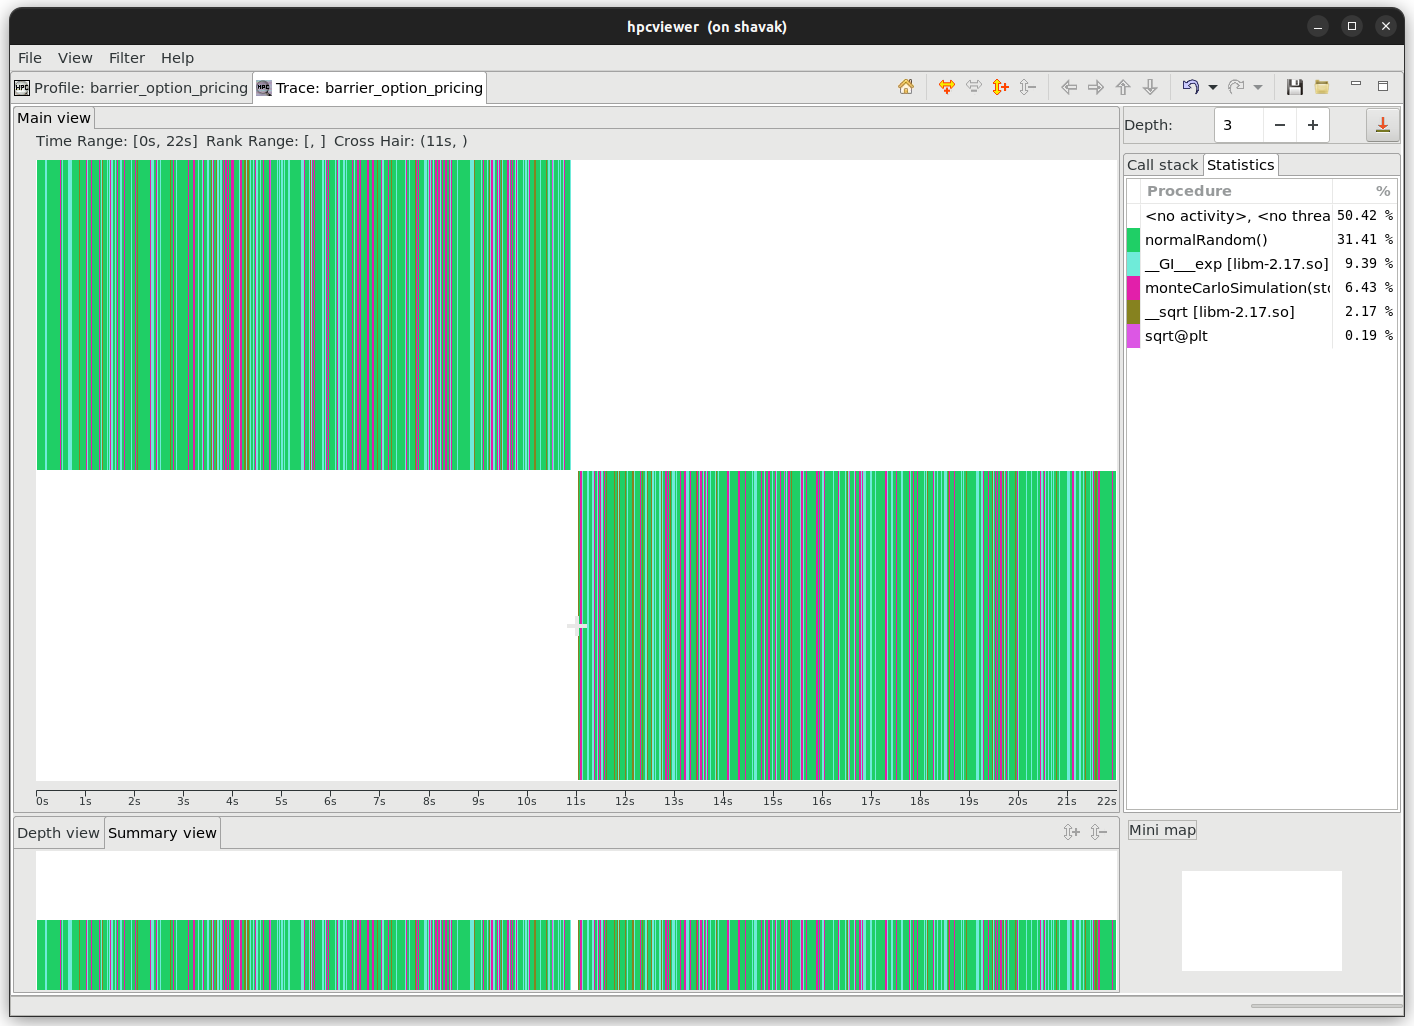 hpcviewer (on shavak)
File View Filter Help
Profile: barrier_option_pricing Trace: barrier_option_pricing
Main view
Time Range: [0s, 22s] Rank Range: [, ] Cross Hair: (11s, )
0s 1s 2s 3s 4s 5s 6s 7s 8s 9s 10s 11s 12s 13s 14s 15s 16s 17s 18s 19s 20s 21s 22s
Depth view Summary view
Depth: 3 − +
Call stack Statistics
Procedure %
<no activity>, <no threa 50.42 %
normalRandom() 31.41 %
__GI___exp [libm-2.17.so] 9.39 %
monteCarloSimulation(sto 6.43 %
__sqrt [libm-2.17.so] 2.17 %
sqrt@plt 0.19 %
Mini map